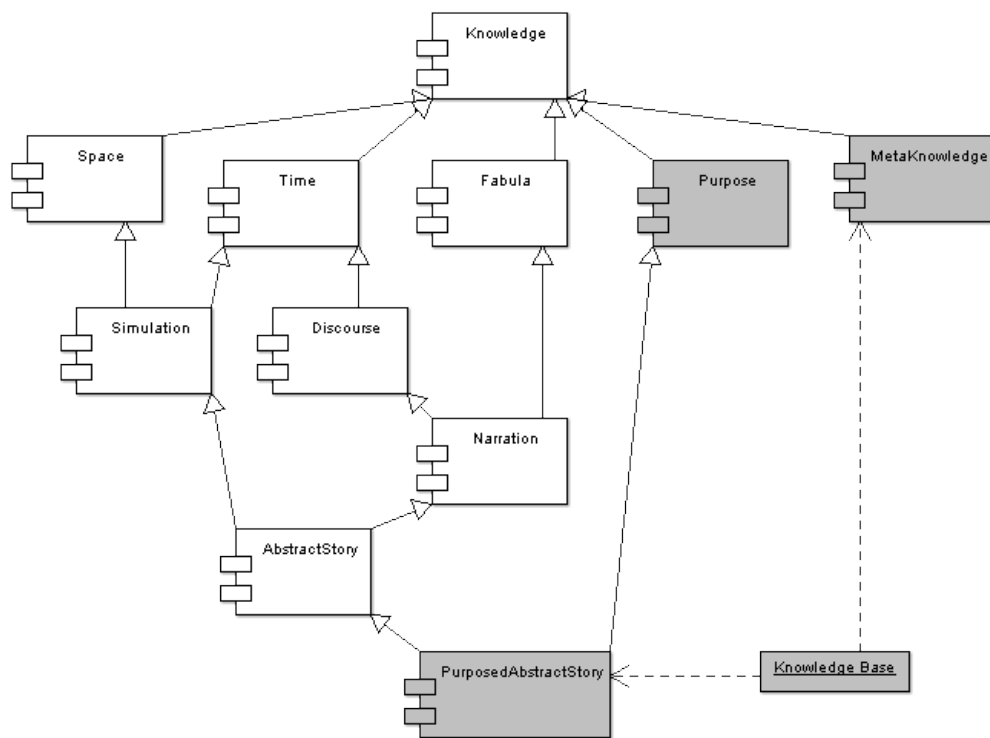 Knowledge
Space
Time
Fabula
Purpose
MetaKnowledge
Simulation
Discourse
Narration
AbstractStory
PurposedAbstractStory
Knowledge Base